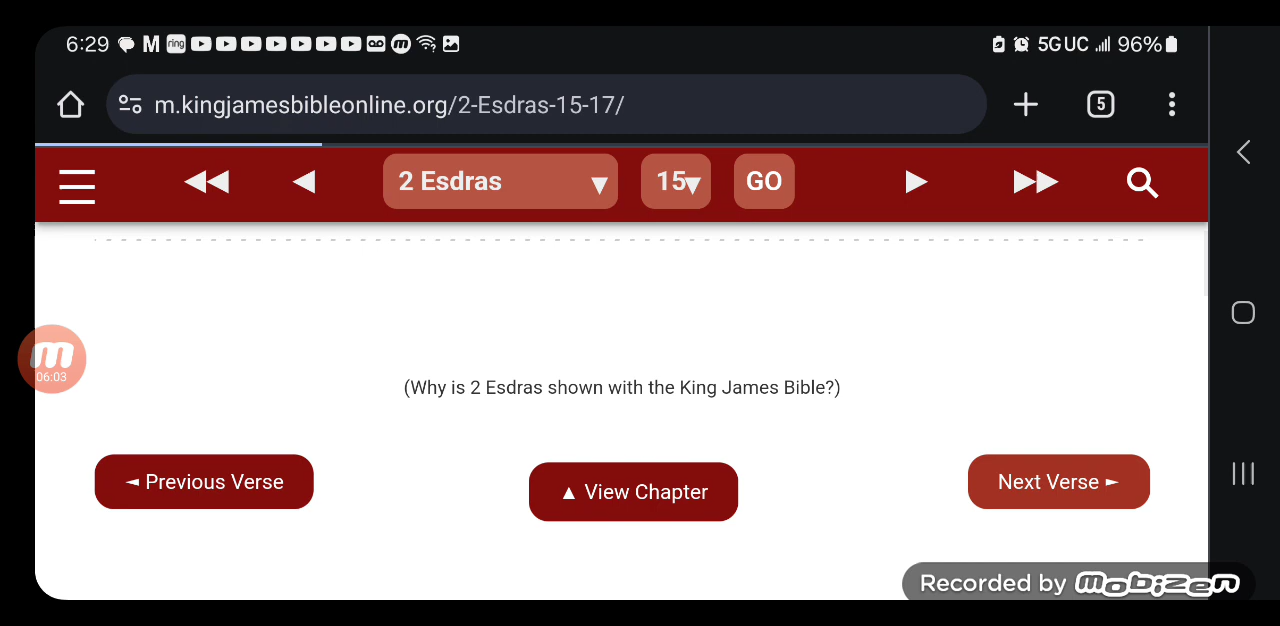 6:29 M ring m 5G UC 96%
m.kingjamesbibleonline.org/2-Esdras-15-17/ 5
2 Esdras 15 GO
m
06:03
(Why is 2 Esdras shown with the King James Bible?)
◄ Previous Verse ▲ View Chapter Next Verse ►
Recorded by mobizen